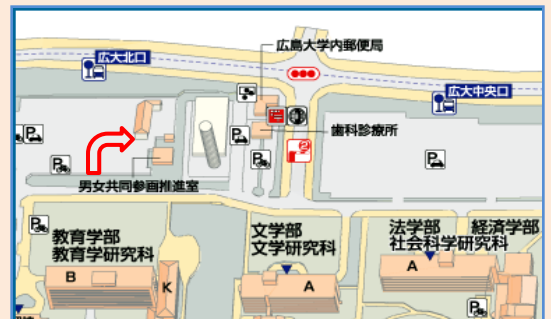 広島大学内郵便局
広大北口
広大中央口
歯科診療所
男女共同参画推進室
教育学部
教育学研究科
文学部
文学研究科
法学部 経済学部
社会科学研究科
B
K
A
A
P
P
P
P
P
P
P
2